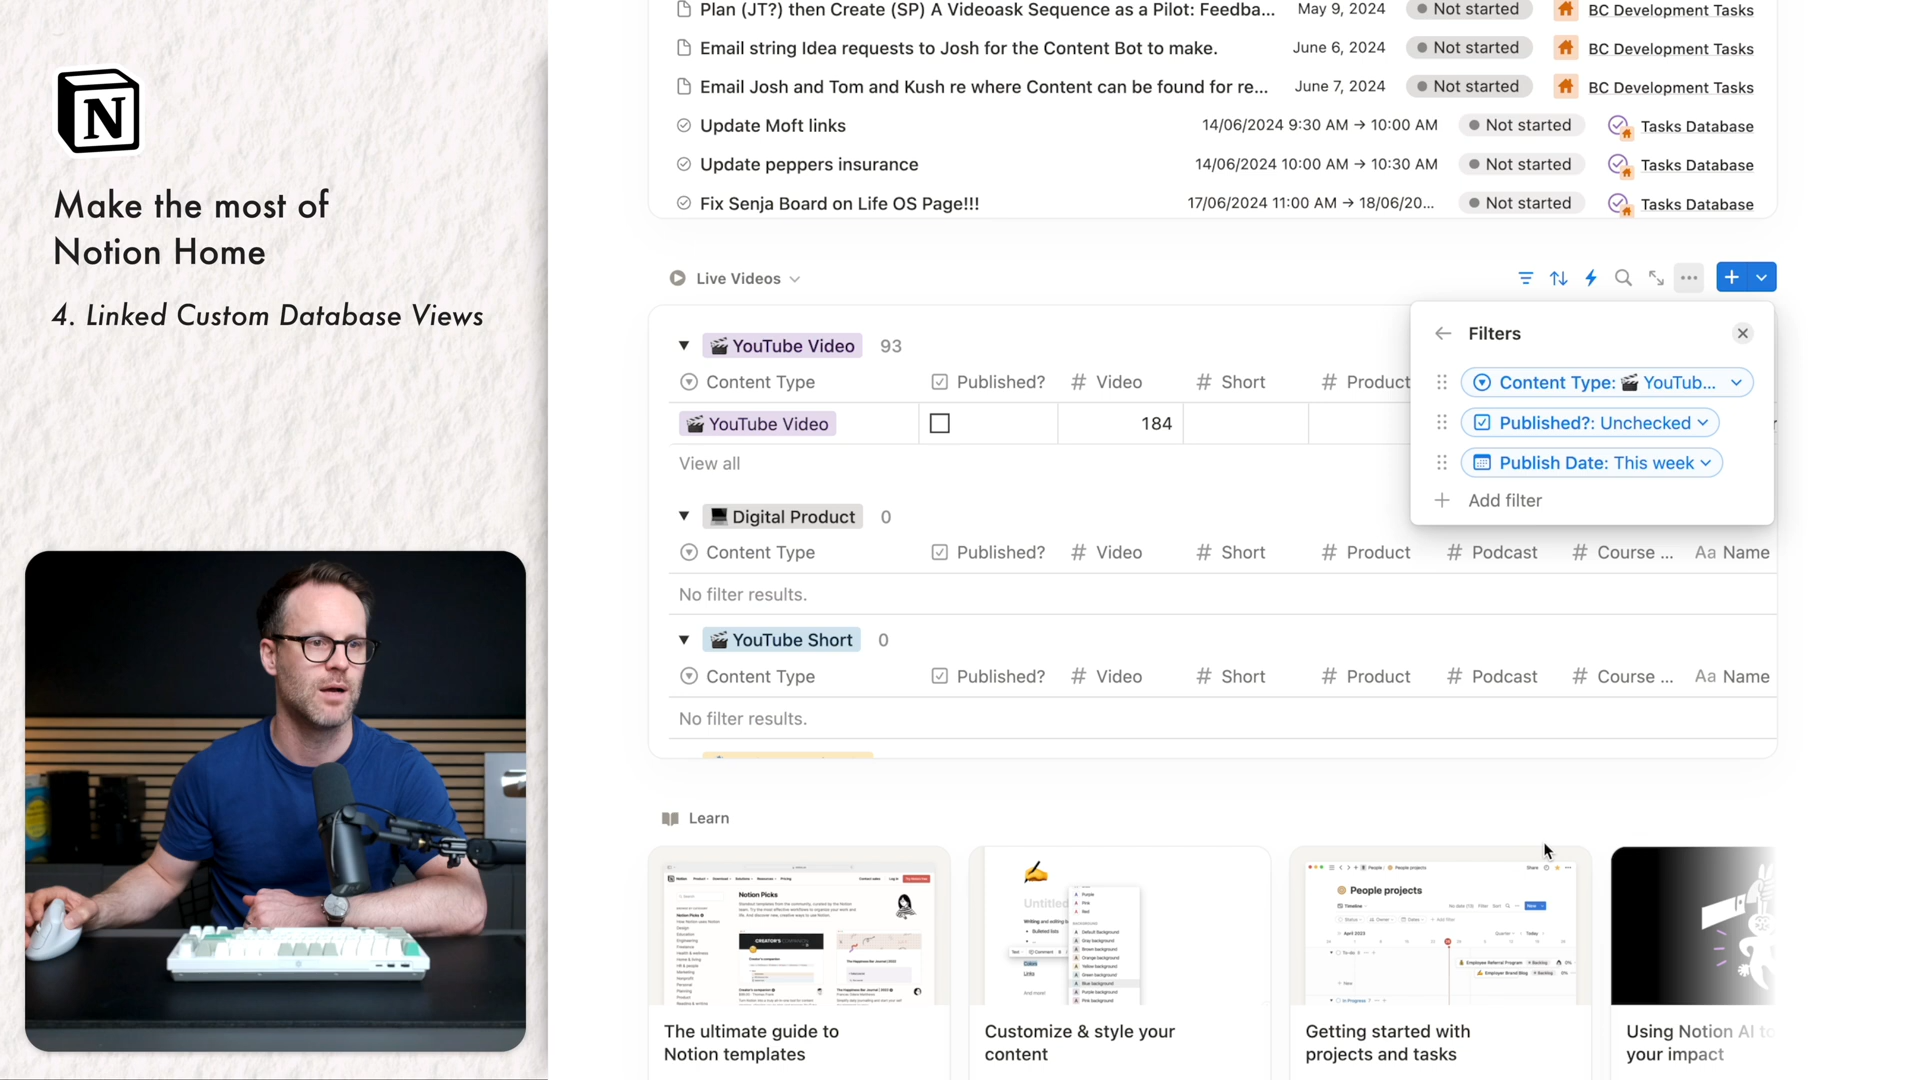 N
Make the most of
Notion Home
4. Linked Custom Database Views
Plan (JT?) then Create (SP) A Videoask Sequence as a Pilot: Feedba... May 9, 2024 Not started BC Development Tasks
Email string Idea requests to Josh for the Content Bot to make. June 6, 2024 Not started BC Development Tasks
Email Josh and Tom and Kush re where Content can be found for re... June 7, 2024 Not started BC Development Tasks
Update Moft links 14/06/2024 9:30 AM → 10:00 AM Not started Tasks Database
Update peppers insurance 14/06/2024 10:00 AM → 10:30 AM Not started Tasks Database
Fix Senja Board on Life OS Page!!! 17/06/2024 11:00 AM → 18/06/20... Not started Tasks Database
Live Videos
YouTube Video 93
Content Type Published? # Video # Short # Product
YouTube Video 184
View all
Filters
Content Type: YouTub...
Published?: Unchecked
Publish Date: This week
+ Add filter
Digital Product 0
Content Type Published? # Video # Short # Product # Podcast # Course ... Aa Name
No filter results.
YouTube Short 0
Content Type Published? # Video # Short # Product # Podcast # Course ... Aa Name
No filter results.
Learn
Notion Picks
CREATOR'S COMPANION
Untitled
People projects
The ultimate guide to
Notion templates
Customize & style your
content
Getting started with
projects and tasks
Using Notion AI to
your impact